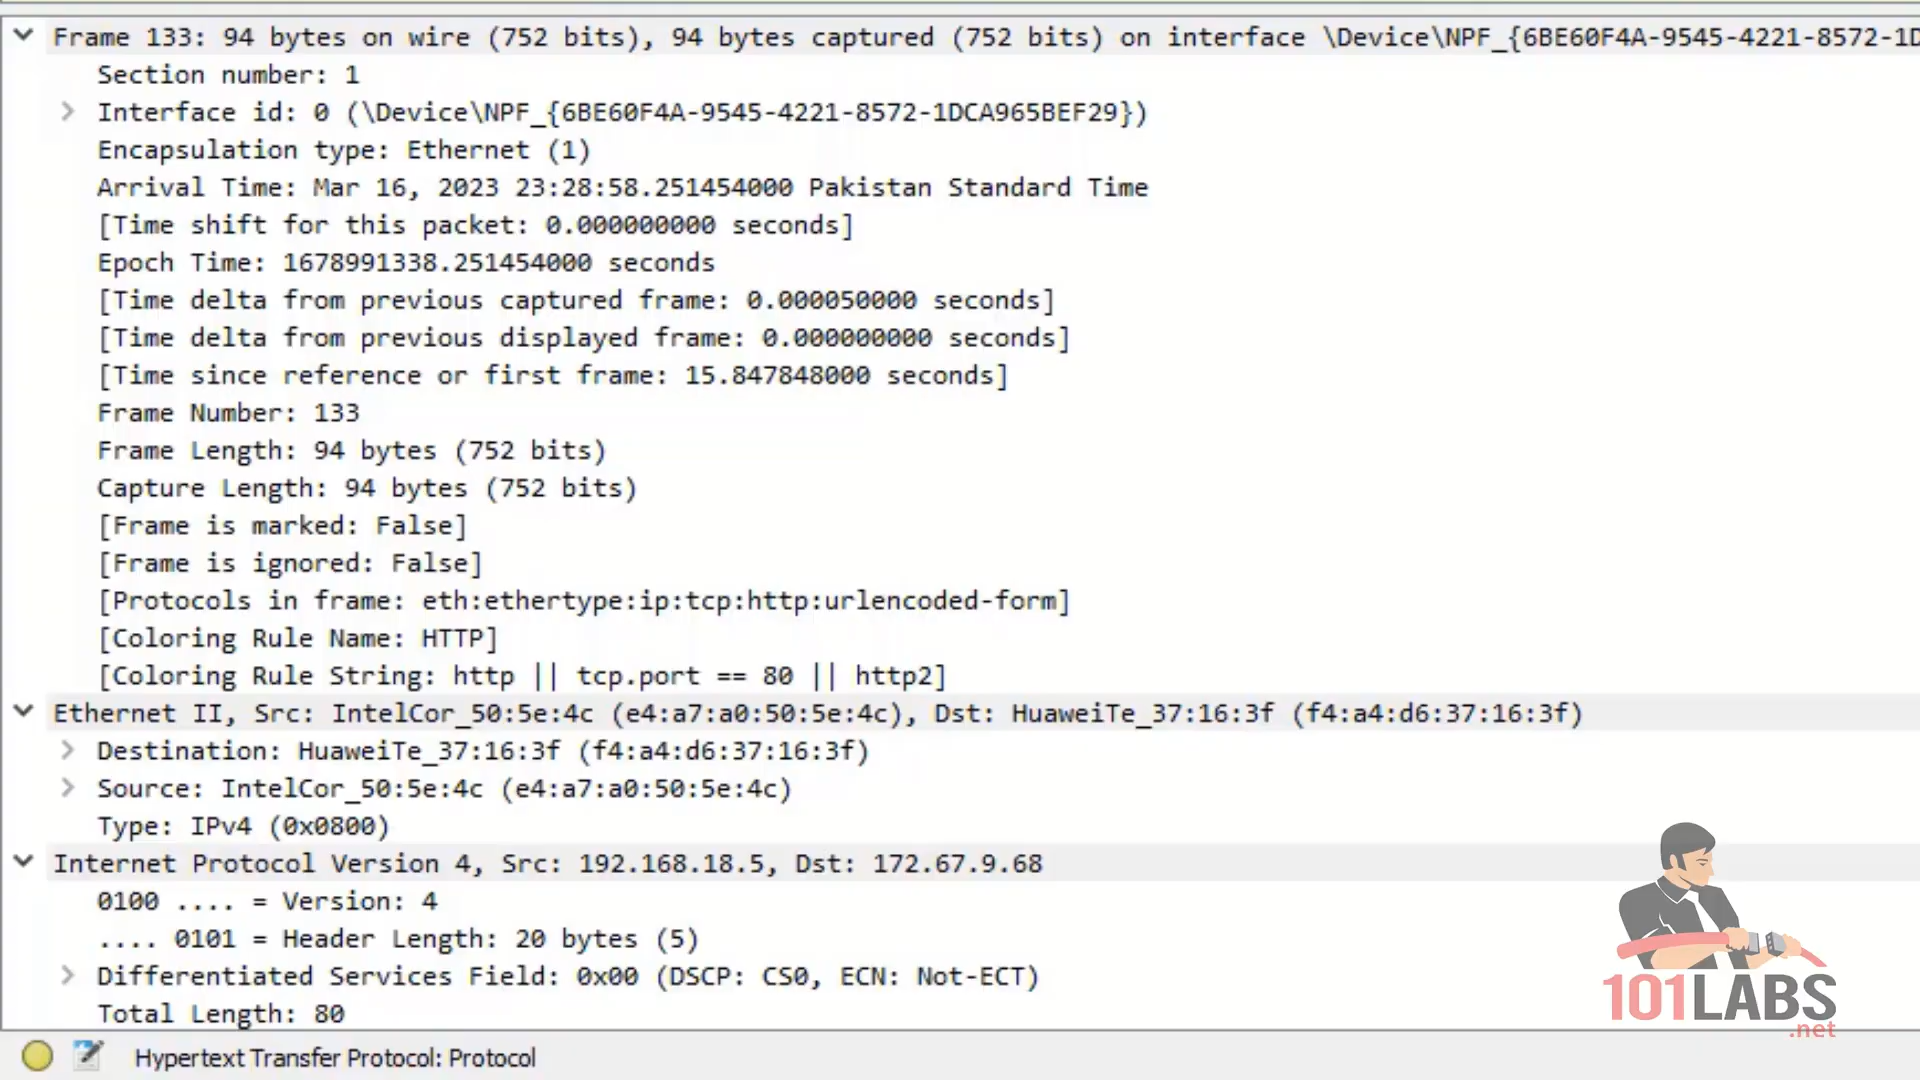 Frame 133: 94 bytes on wire (752 bits), 94 bytes captured (752 bits) on interface \Device\NPF_{6BE60F4A-9545-4221-8572-1D
Section number: 1
Interface id: 0 (\Device\NPF_{6BE60F4A-9545-4221-8572-1DCA965BEF29})
Encapsulation type: Ethernet (1)
Arrival Time: Mar 16, 2023 23:28:58.251454000 Pakistan Standard Time
[Time shift for this packet: 0.000000000 seconds]
Epoch Time: 1678991338.251454000 seconds
[Time delta from previous captured frame: 0.000050000 seconds]
[Time delta from previous displayed frame: 0.000000000 seconds]
[Time since reference or first frame: 15.847848000 seconds]
Frame Number: 133
Frame Length: 94 bytes (752 bits)
Capture Length: 94 bytes (752 bits)
[Frame is marked: False]
[Frame is ignored: False]
[Protocols in frame: eth:ethertype:ip:tcp:http:urlencoded-form]
[Coloring Rule Name: HTTP]
[Coloring Rule String: http || tcp.port == 80 || http2]
Ethernet II, Src: IntelCor_50:5e:4c (e4:a7:a0:50:5e:4c), Dst: HuaweiTe_37:16:3f (f4:a4:d6:37:16:3f)
Destination: HuaweiTe_37:16:3f (f4:a4:d6:37:16:3f)
Source: IntelCor_50:5e:4c (e4:a7:a0:50:5e:4c)
Type: IPv4 (0x0800)
Internet Protocol Version 4, Src: 192.168.18.5, Dst: 172.67.9.68
0100 .... = Version: 4
.... 0101 = Header Length: 20 bytes (5)
Differentiated Services Field: 0x00 (DSCP: CS0, ECN: Not-ECT)
Total Length: 80
101LABS
.net
Hypertext Transfer Protocol: Protocol